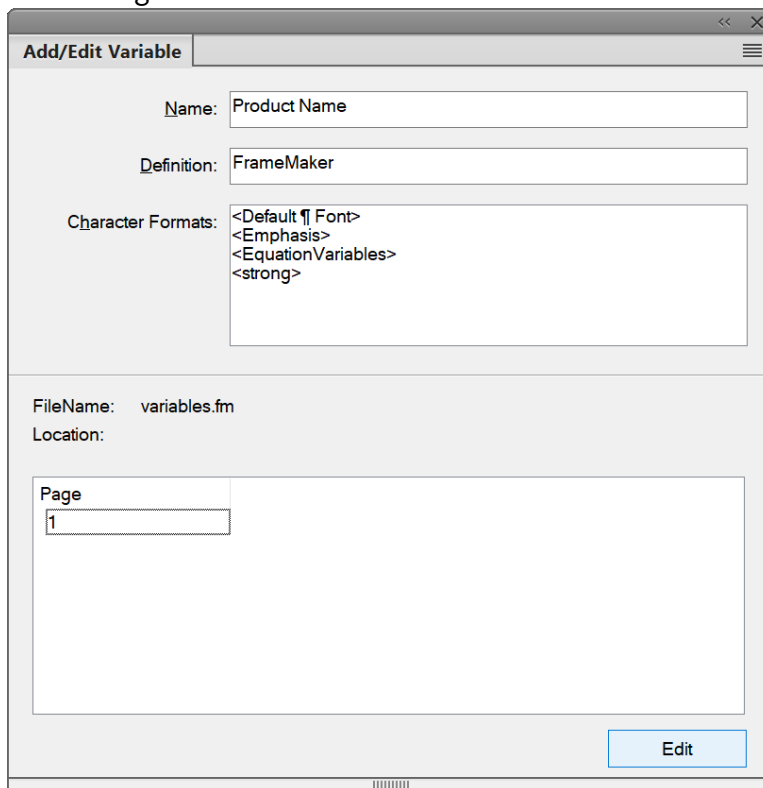 Add/Edit Variable
Name: Product Name
Definition: FrameMaker
Character Formats: <Default ¶ Font>
<Emphasis>
<EquationVariables>
<strong>
FileName: variables.fm
Location:
Page
1
Edit